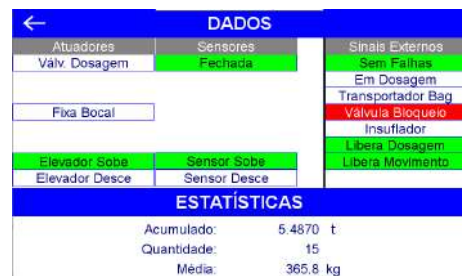 DADOS
Atuadores Sensores Sinais Externos
Válv. Dosagem Fechada Sem Falhas
Em Dosagem
Transportador Bag
Fixa Bocal Válvula Bloqueio
Insuflador
Libera Dosagem
Elevador Sobe Sensor Sobe Libera Movimento
Elevador Desce Sensor Desce
ESTATÍSTICAS
Acumulado: 5.4870 t
Quantidade: 15
Média: 365.8 kg